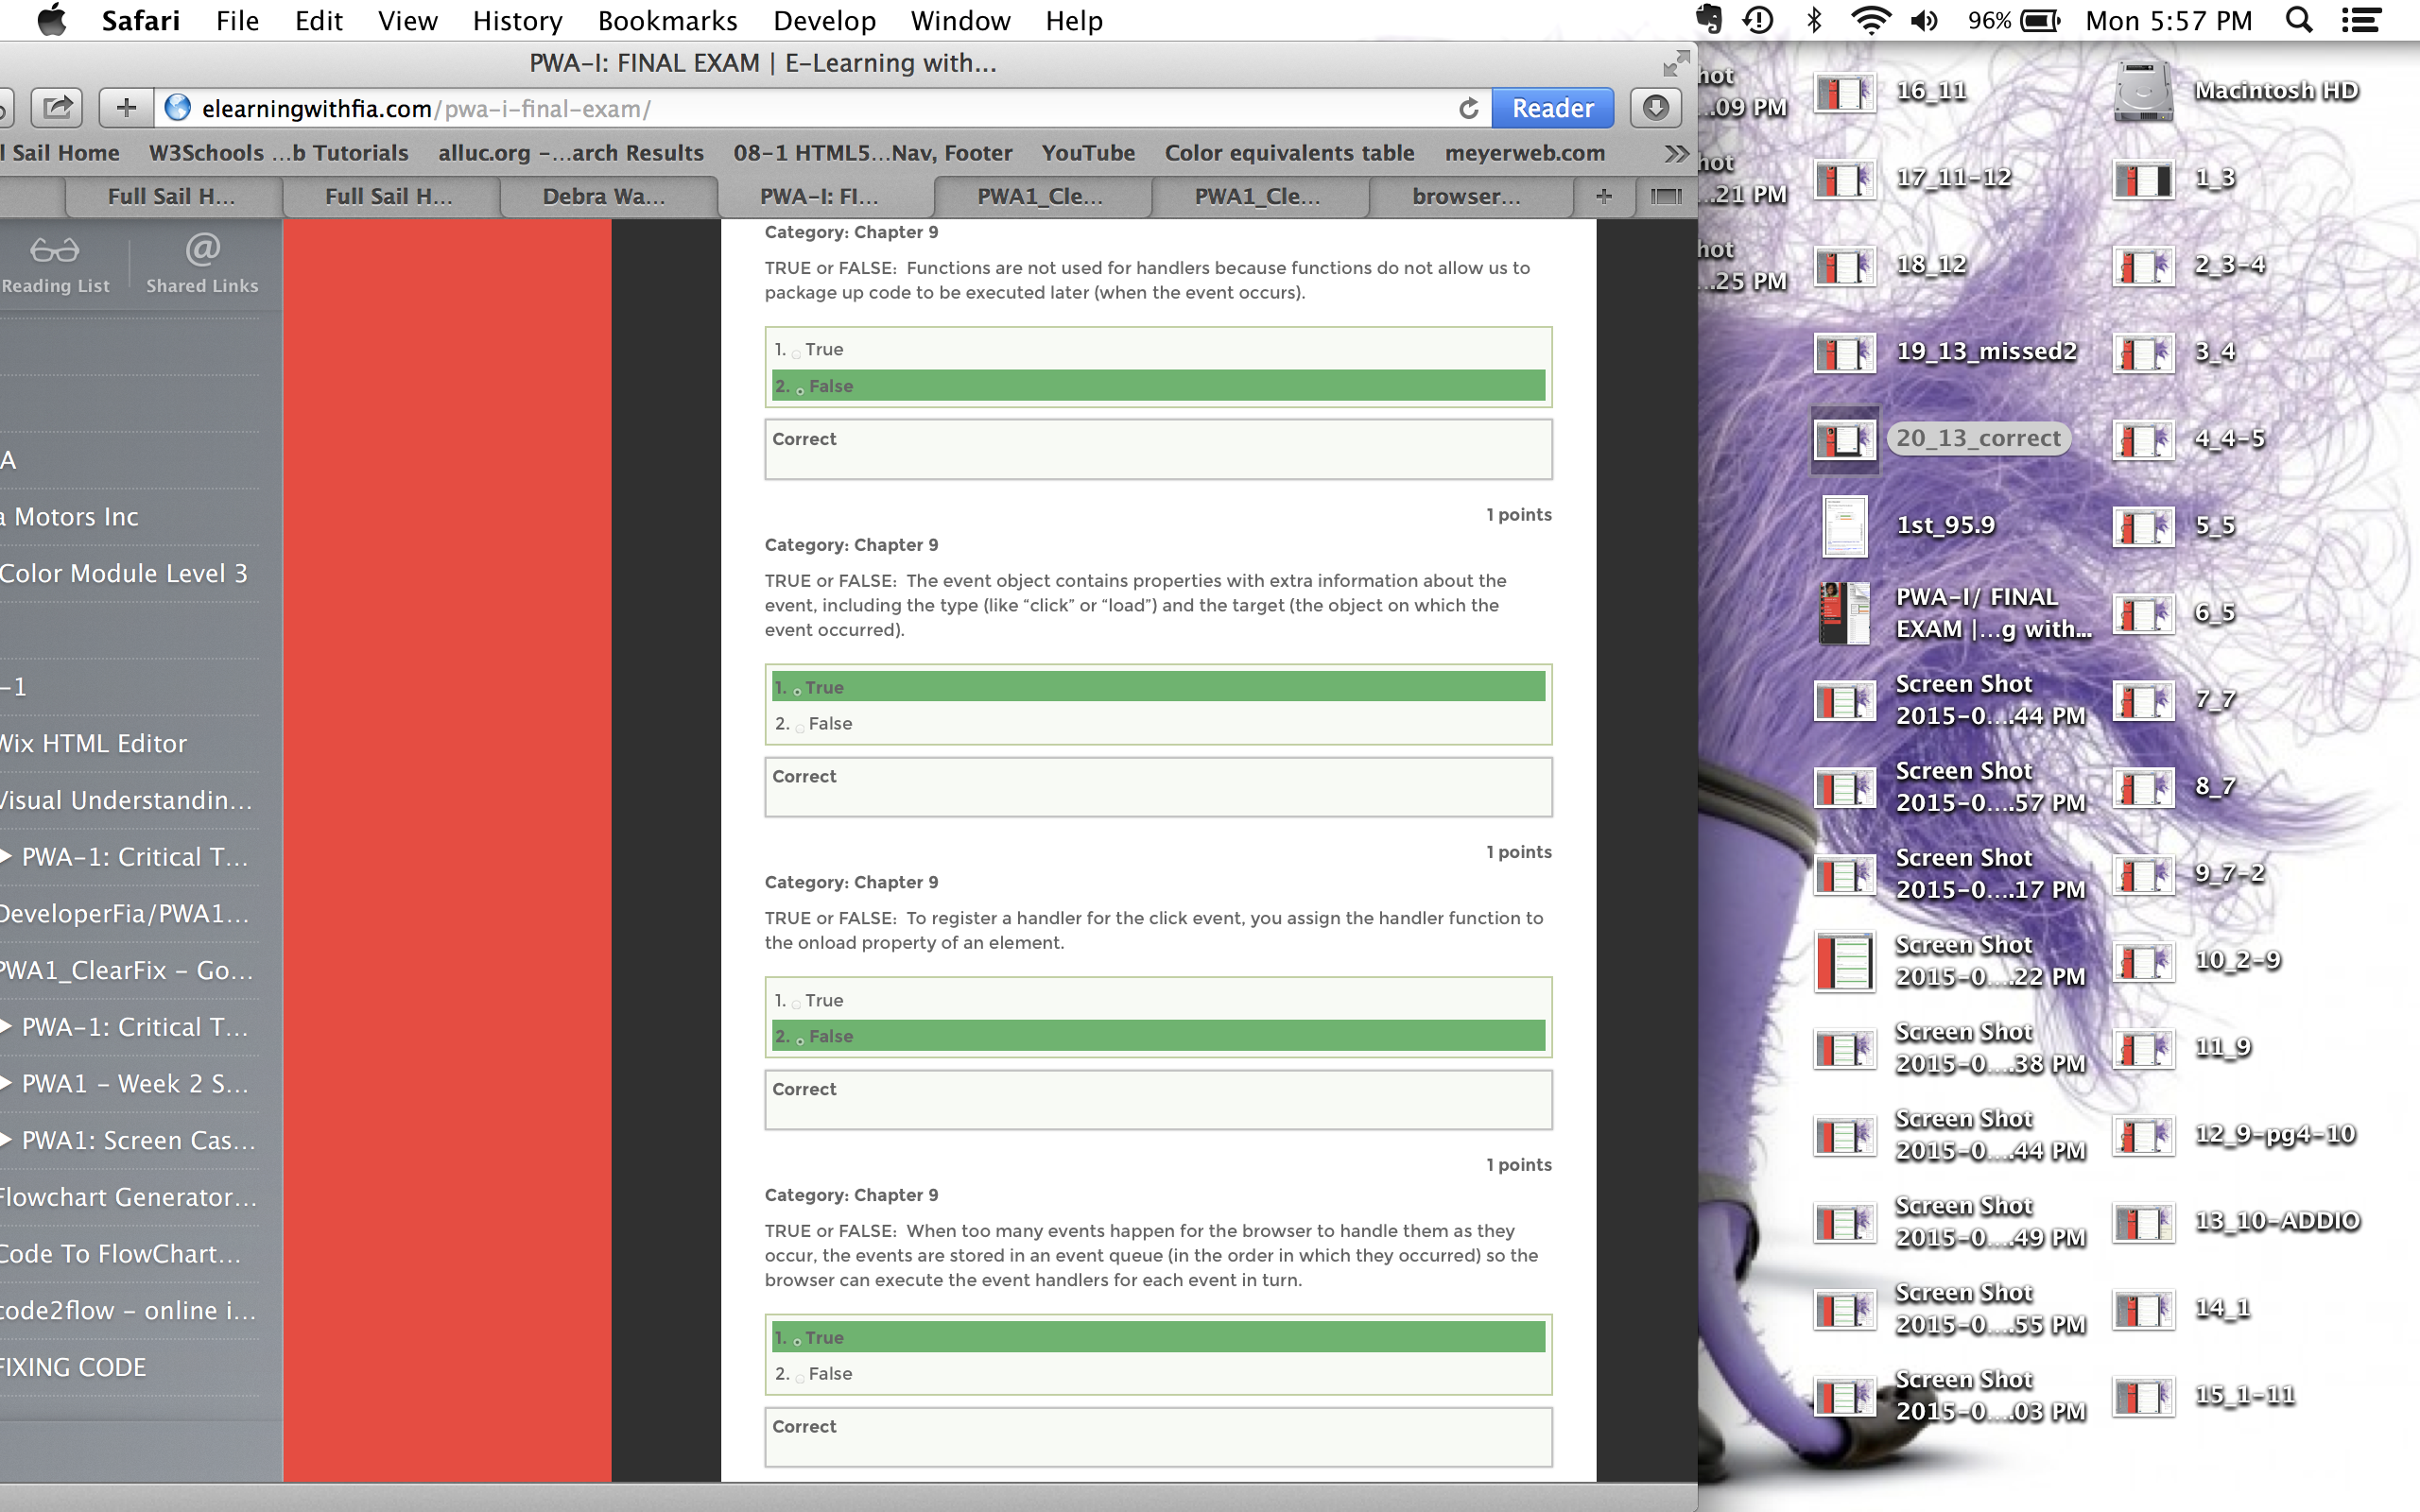 Safari File Edit View History Bookmarks Develop Window Help
96% Mon 5:57 PM
PWA-I: FINAL EXAM | E-Learning with...
elearningwithfia.com/pwa-i-final-exam/
Reader
l Sail Home W3Schools ...b Tutorials alluc.org -...arch Results 08-1 HTML5...Nav, Footer YouTube Color equivalents table meyerweb.com
Full Sail H... Full Sail H... Debra Wa... PWA-I: FI... PWA1_Cle... PWA1_Cle... browser...
Reading List
@
Shared Links
A
a Motors Inc
Color Module Level 3
-1
Wix HTML Editor
Visual Understandin...
PWA-1: Critical T...
DeveloperFia/PWA1...
PWA1_ClearFix - Go...
PWA-1: Critical T...
PWA1 - Week 2 S...
PWA1: Screen Cas...
Flowchart Generator...
Code To FlowChart...
code2flow - online i...
FIXING CODE
Category: Chapter 9
TRUE or FALSE: Functions are not used for handlers because functions do not allow us to
package up code to be executed later (when the event occurs).
1. True
2. False
Correct
1 points
Category: Chapter 9
TRUE or FALSE: The event object contains properties with extra information about the
event, including the type (like “click” or “load”) and the target (the object on which the
event occurred).
1. True
2. False
Correct
1 points
Category: Chapter 9
TRUE or FALSE: To register a handler for the click event, you assign the handler function to
the onload property of an element.
1. True
2. False
Correct
1 points
Category: Chapter 9
TRUE or FALSE: When too many events happen for the browser to handle them as they
occur, the events are stored in an event queue (in the order in which they occurred) so the
browser can execute the event handlers for each event in turn.
1. True
2. False
Correct
hot
...09 PM
hot
...21 PM
hot
...25 PM
16_11
17_11-12
18_12
19_13_missed2
20_13_correct
1st_95.9
PWA-I/ FINAL
EXAM |...g with...
Screen Shot
2015-0....44 PM
Screen Shot
2015-0....57 PM
Screen Shot
2015-0....17 PM
Screen Shot
2015-0....22 PM
Screen Shot
2015-0....38 PM
Screen Shot
2015-0....44 PM
Screen Shot
2015-0....49 PM
Screen Shot
2015-0....55 PM
Screen Shot
2015-0....03 PM
Macintosh HD
1_3
2_3-4
3_4
4_4-5
5_5
6_5
7_7
8_7
9_7-2
10_2-9
11_9
12_9-pg4-10
13_10-ADDIO
14_1
15_1-11